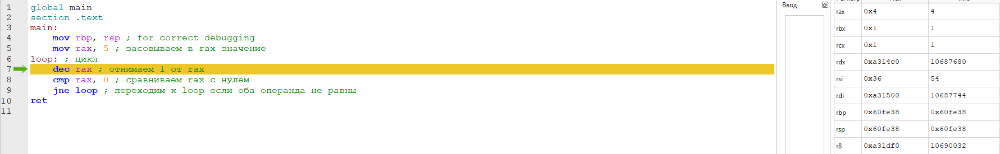 1 global main
2 section .text
3 main:
4 mov rbp, rsp ; for correct debugging
5 mov rax, 5 ; засовываем в rax значение
6 loop: ; цикл
7 dec rax ; отнимаем 1 от rax
8 cmp rax, 0 ; сравниваем rax с нулем
9 jne loop ; переходим к loop если оба операнда не равны
10 ret
11
Ввод
rax 0x4 4
rbx 0x1 1
rcx 0x1 1
rdx 0xa314c0 10687680
rsi 0x36 54
rdi 0xa31500 10687744
rbp 0x60fe38 0x60fe38
rsp 0x60fe38 0x60fe38
r8 0xa31df0 10690032